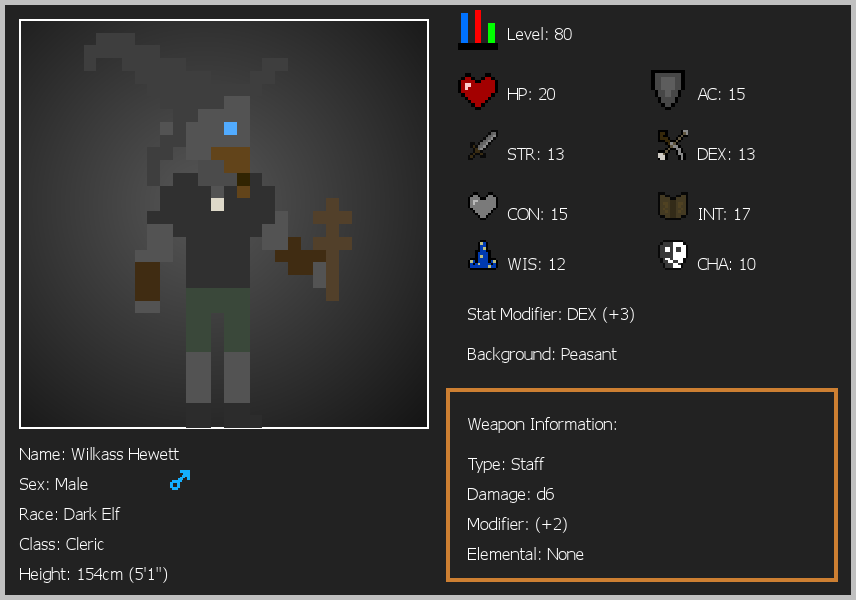 Level: 80
HP: 20
AC: 15
STR: 13
DEX: 13
CON: 15
INT: 17
WIS: 12
CHA: 10
Stat Modifier: DEX (+3)
Background: Peasant
Weapon Information:
Type: Staff
Damage: d6
Modifier: (+2)
Elemental: None
Name: Wilkass Hewett
Sex: Male
Race: Dark Elf
Class: Cleric
Height: 154cm (5'1")